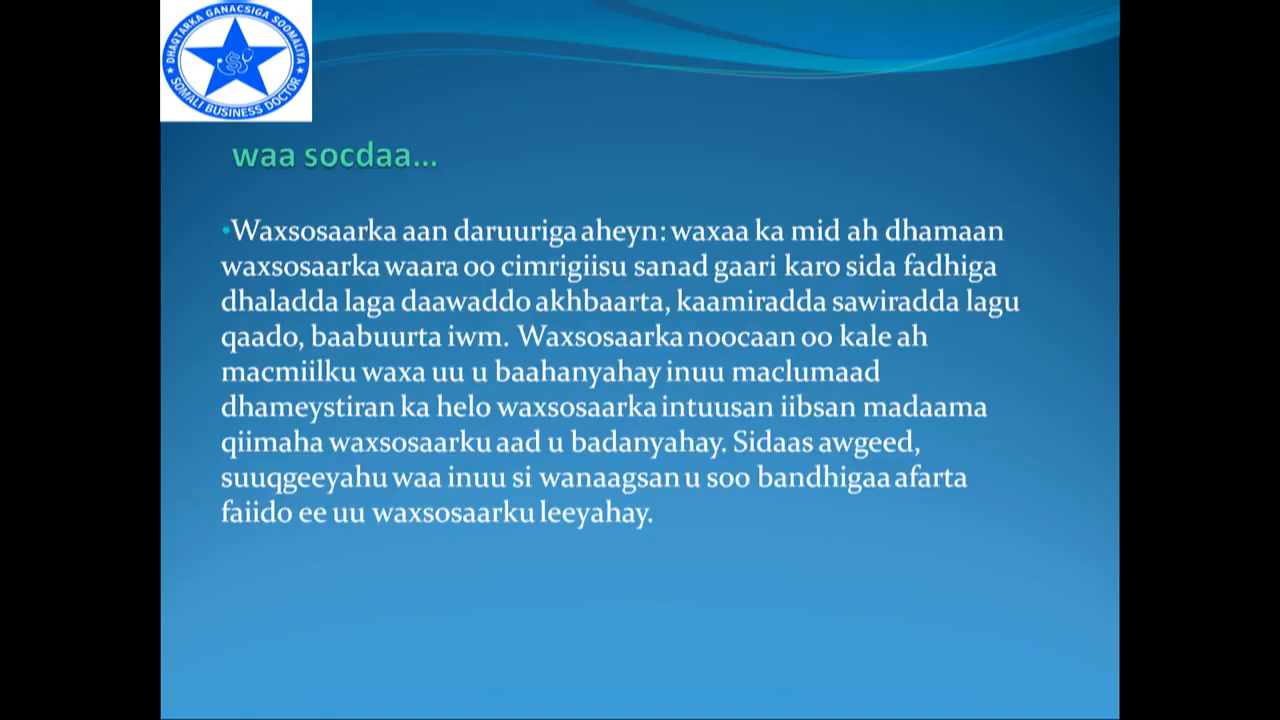 DHAQTARKA GANACSIGA SOOMALIYA
SOMALI BUSINESS DOCTOR
waa socdaa...
•Waxsosaarka aan daruuriga aheyn: waxaa ka mid ah dhamaan
waxsosaarka waara oo cimrigiisu sanad gaari karo sida fadhiga
dhaladda laga daawaddo akhbaarta, kaamiradda sawiradda lagu
qaado, baabuurta iwm. Waxsosaarka noocaan oo kale ah
macmiilku waxa uu u baahanyahay inuu maclumaad
dhameystiran ka helo waxsosaarka intuusan iibsan madaama
qiimaha waxsosaarku aad u badanyahay. Sidaas awgeed,
suuqgeeyahu waa inuu si wanaagsan u soo bandhigaa afarta
faiido ee uu waxsosaarku leeyahay.